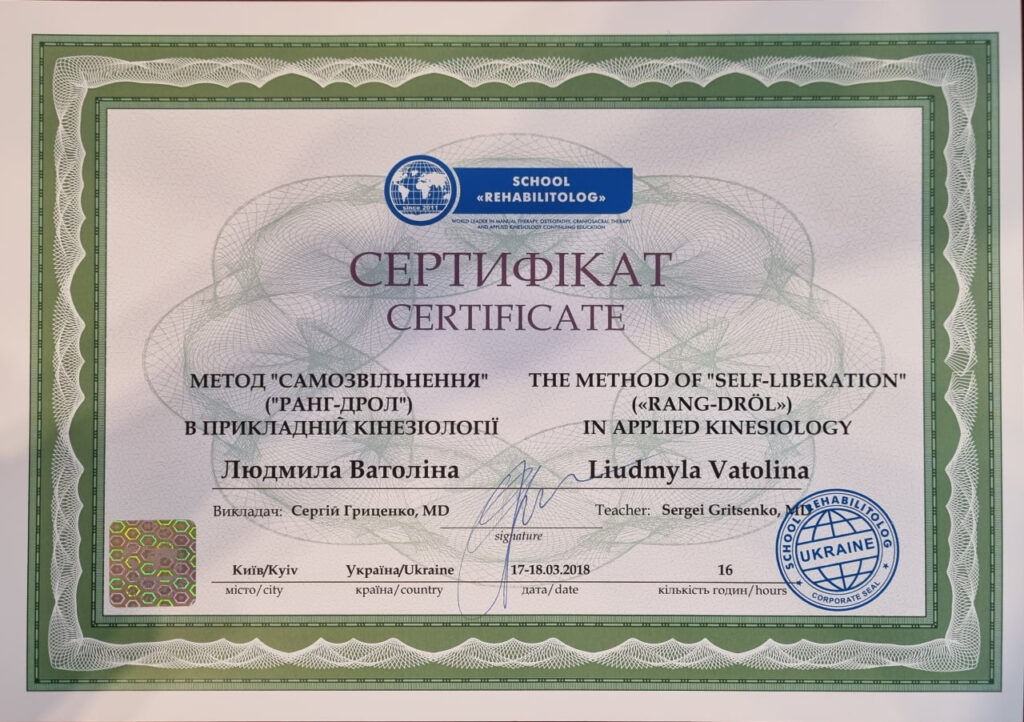 SCHOOL
«REHABILITOLOG»
since 2011
WORLD LEADER IN MANUAL THERAPY, OSTEOPATHY, CRANIOSACRAL THERAPY
AND APPLIED KINESIOLOGY CONTINUING EDUCATION
СЕРТИФІКАТ
CERTIFICATE
МЕТОД "САМОЗВІЛЬНЕННЯ"
("РАНГ-ДРОЛ")
В ПРИКЛАДНІЙ КІНЕЗІОЛОГІЇ
THE METHOD OF "SELF-LIBERATION"
(«RANG-DRÖL»)
IN APPLIED KINESIOLOGY
Людмила Ватоліна
Liudmyla Vatolina
Викладач: Сергій Гриценко, MD
Teacher: Sergei Gritsenko, MD
signature
Київ/Kyiv
Україна/Ukraine
17-18.03.2018
16
місто/city
країна/country
дата/date
кількість годин/hours
SCHOOL REHABILITOLOG
UKRAINE
CORPORATE SEAL